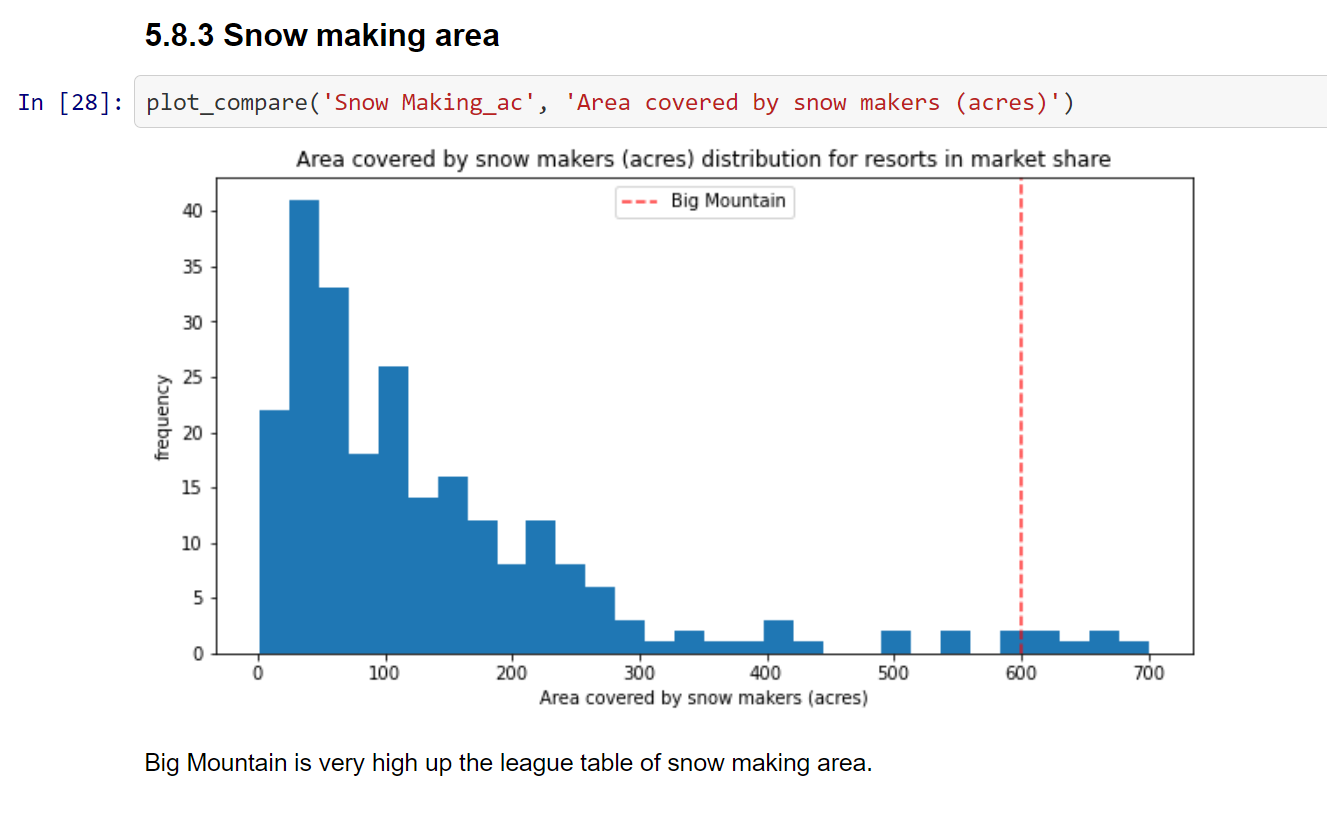 5.8.3 Snow making area
In [28]: plot_compare('Snow Making_ac', 'Area covered by snow makers (acres)')
Area covered by snow makers (acres) distribution for resorts in market share
Big Mountain
40
35
30
25
20
15
10
5
0
frequency
0 100 200 300 400 500 600 700
Area covered by snow makers (acres)
Big Mountain is very high up the league table of snow making area.